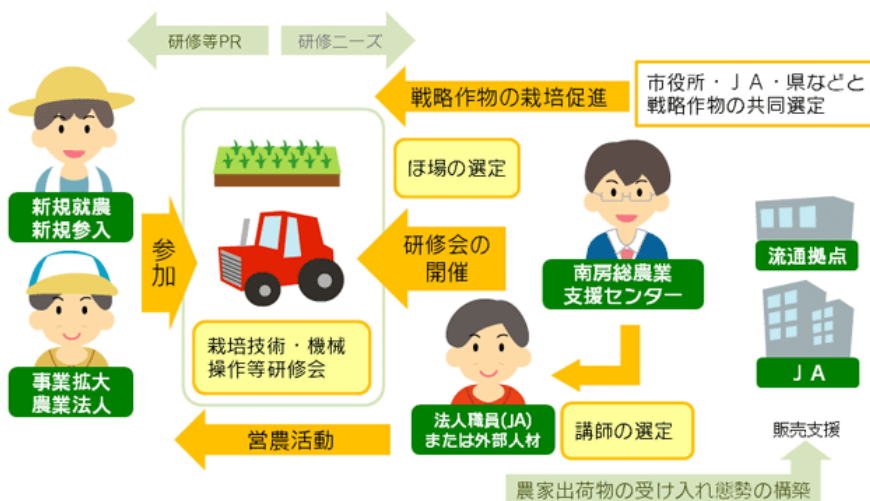 研修等PR
研修ニーズ
戦略作物の栽培促進
市役所・ＪＡ・県などと
戦略作物の共同選定
ほ場の選定
新規就農
新規参入
参加
研修会の
開催
南房総農業
支援センター
流通拠点
栽培技術・機械
操作等研修会
事業拡大
農業法人
ＪＡ
法人職員(JA)
または外部人材
講師の選定
営農活動
販売支援
農家出荷物の受け入れ態勢の構築